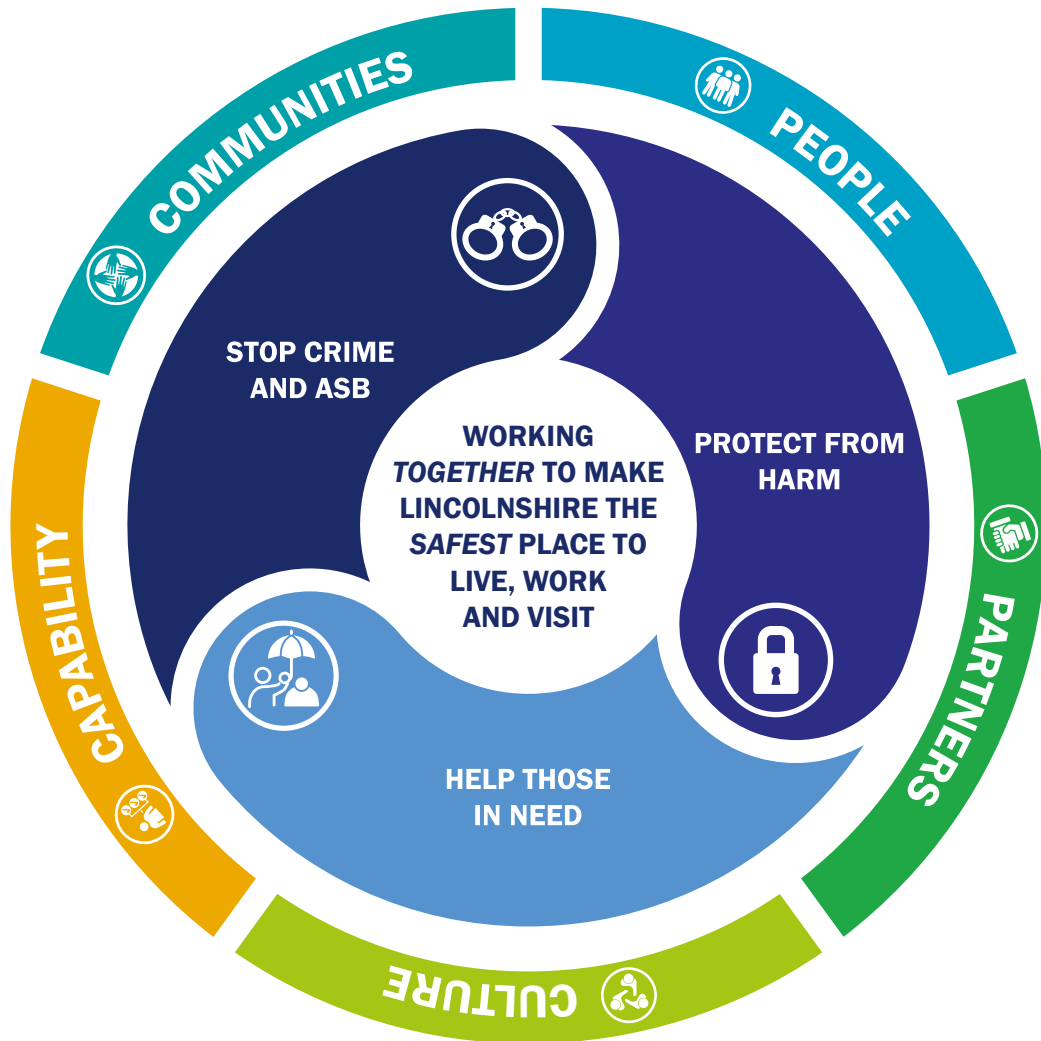 COMMUNITIES
PEOPLE
STOP CRIME
AND ASB
PROTECT FROM
HARM
WORKING
TOGETHER TO MAKE
LINCOLNSHIRE THE
SAFEST PLACE TO
LIVE, WORK
AND VISIT
CAPABILITY
PARTNERS
HELP THOSE
IN NEED
CULTURE